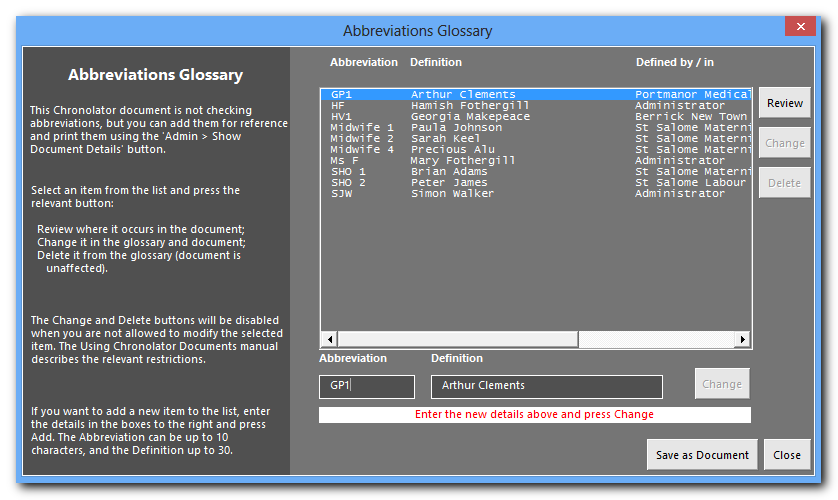 Abbreviations Glossary
Abbreviations Glossary
This Chronolator document is not checking
abbreviations, but you can add them for reference
and print them using the 'Admin > Show
Document Details' button.
Select an item from the list and press the
relevant button:
Review where it occurs in the document;
Change it in the glossary and document;
Delete it from the glossary (document is
unaffected).
The Change and Delete buttons will be disabled
when you are not allowed to modify the selected
item. The Using Chronolator Documents manual
describes the relevant restrictions.
If you want to add a new item to the list, enter
the details in the boxes to the right and press
Add. The Abbreviation can be up to 10
characters, and the Definition up to 30.
Abbreviation Definition Defined by / in
GP1 Arthur Clements Portmanor Medical
HF Hamish Fothergill Administrator
HV1 Georgia Makepeace Berrick New Town
Midwife 1 Paula Johnson St Salome Materni
Midwife 2 Sarah Keel St Salome Materni
Midwife 4 Precious Alu St Salome Materni
Ms F Mary Fothergill Administrator
SHO 1 Brian Adams St Salome Materni
SHO 2 Peter James St Salome Labour
SJW Simon Walker Administrator
Review
Change
Delete
Abbreviation Definition
GP1 Arthur Clements Change
Enter the new details above and press Change
Save as Document Close